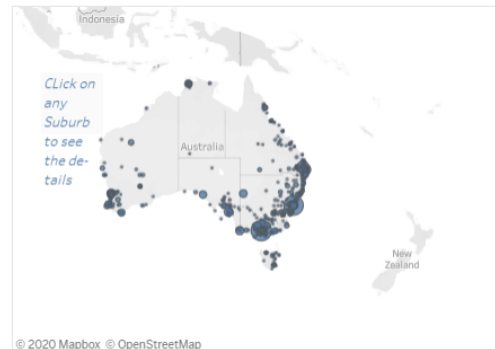 Indonesia
CLick on
any
Suburb
to see
the de-
tails
Australia
New
Zealand
© 2020 Mapbox © OpenStreetMap